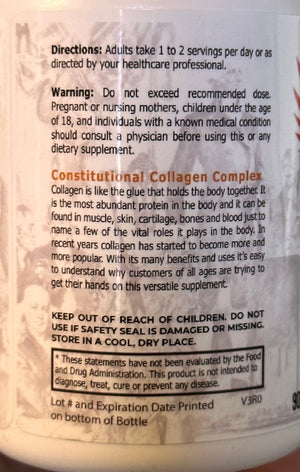 Directions: Adults take 1 to 2 servings per day or as
directed by your healthcare professional.
Warning: Do not exceed recommended dose.
Pregnant or nursing mothers, children under the age
of 18, and individuals with a known medical condition
should consult a physician before using this or any
dietary supplement.
Constitutional Collagen Complex
Collagen is like the glue that holds the body together. It
is the most abundant protein in the body and it can be
found in muscle, skin, cartilage, bones and blood just to
name a few of the vital roles it plays in the body. In
recent years collagen has started to become more and
more popular. With its many benefits and uses it's easy
to understand why customers of all ages are trying to
get their hands on this versatile supplement.
KEEP OUT OF REACH OF CHILDREN. DO NOT
USE IF SAFETY SEAL IS DAMAGED OR MISSING.
STORE IN A COOL, DRY PLACE.
* These statements have not been evaluated by the Food
and Drug Administration. This product is not intended to
diagnose, treat, cure or prevent any disease.
Lot # and Expiration Date Printed V3R0
on bottom of Bottle